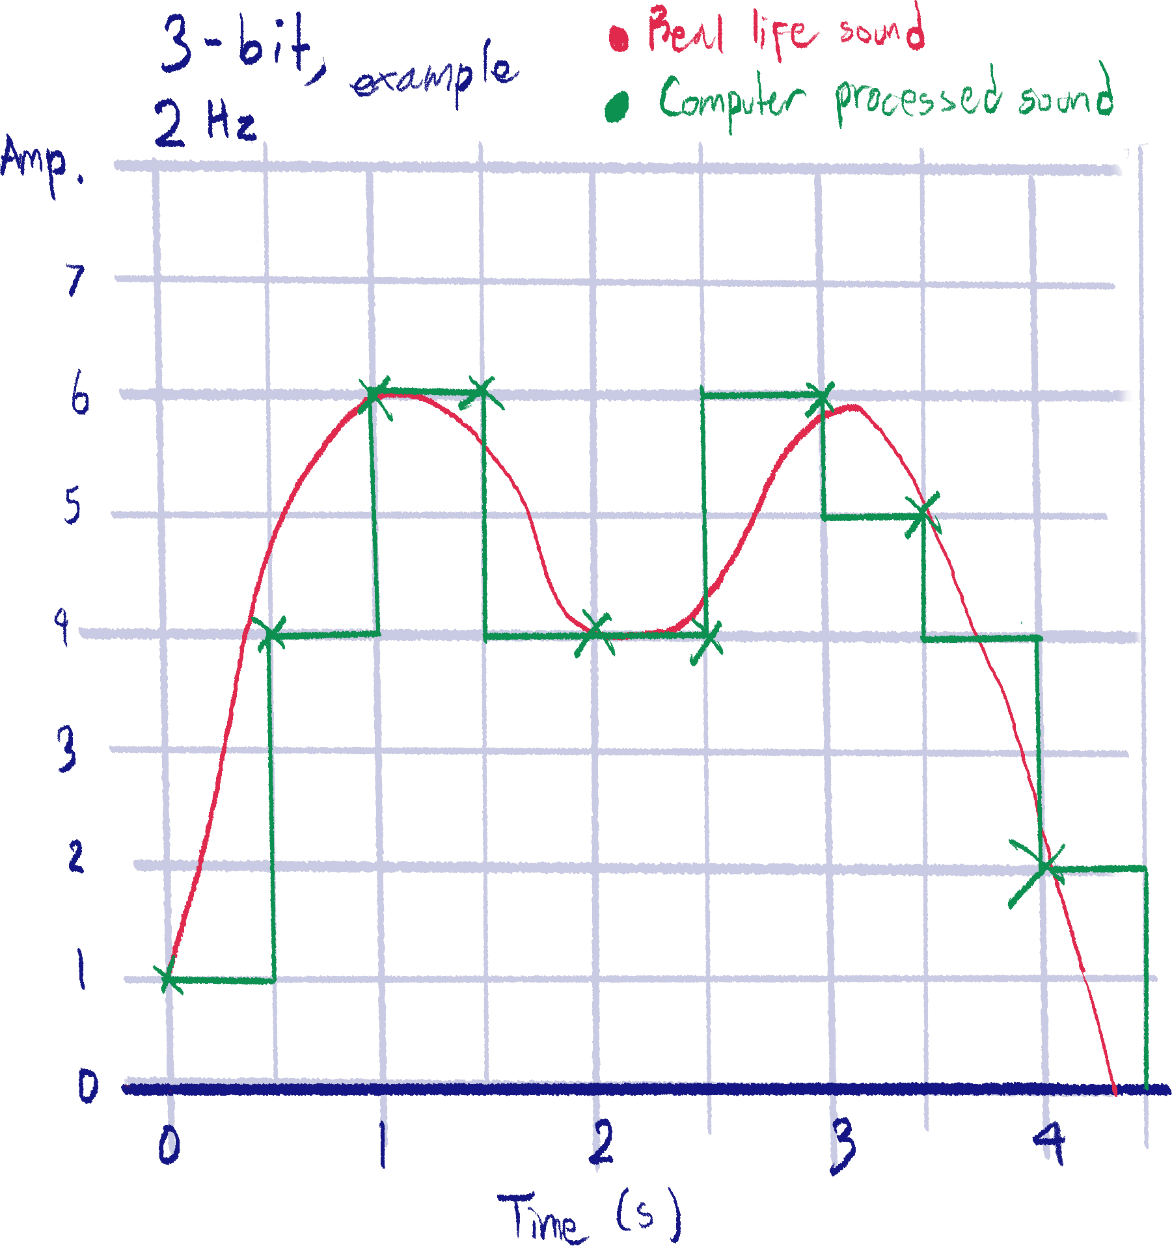 3-bit, example
2 Hz
Real life sound
Computer processed sound
Amp.
7
6
5
4
3
2
1
0
0 1 2 3 4
Time (s)